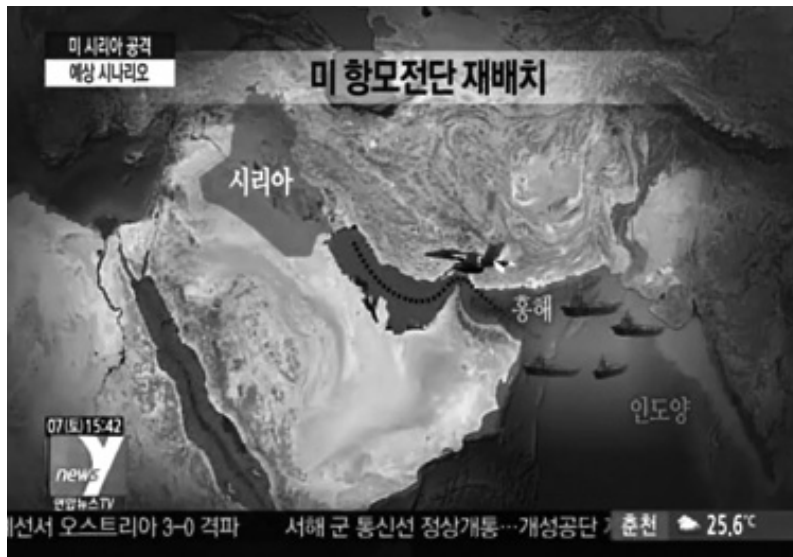 미 시리아 공격
예상 시나리오
미 항모전단 재배치
시리아
홍해
인도양
07(토)15:42
news Y
연합뉴스TV
선서 오스트리아 3-0 격파 서해 군 통신선 정상개통…개성공단
춘천 25.6℃